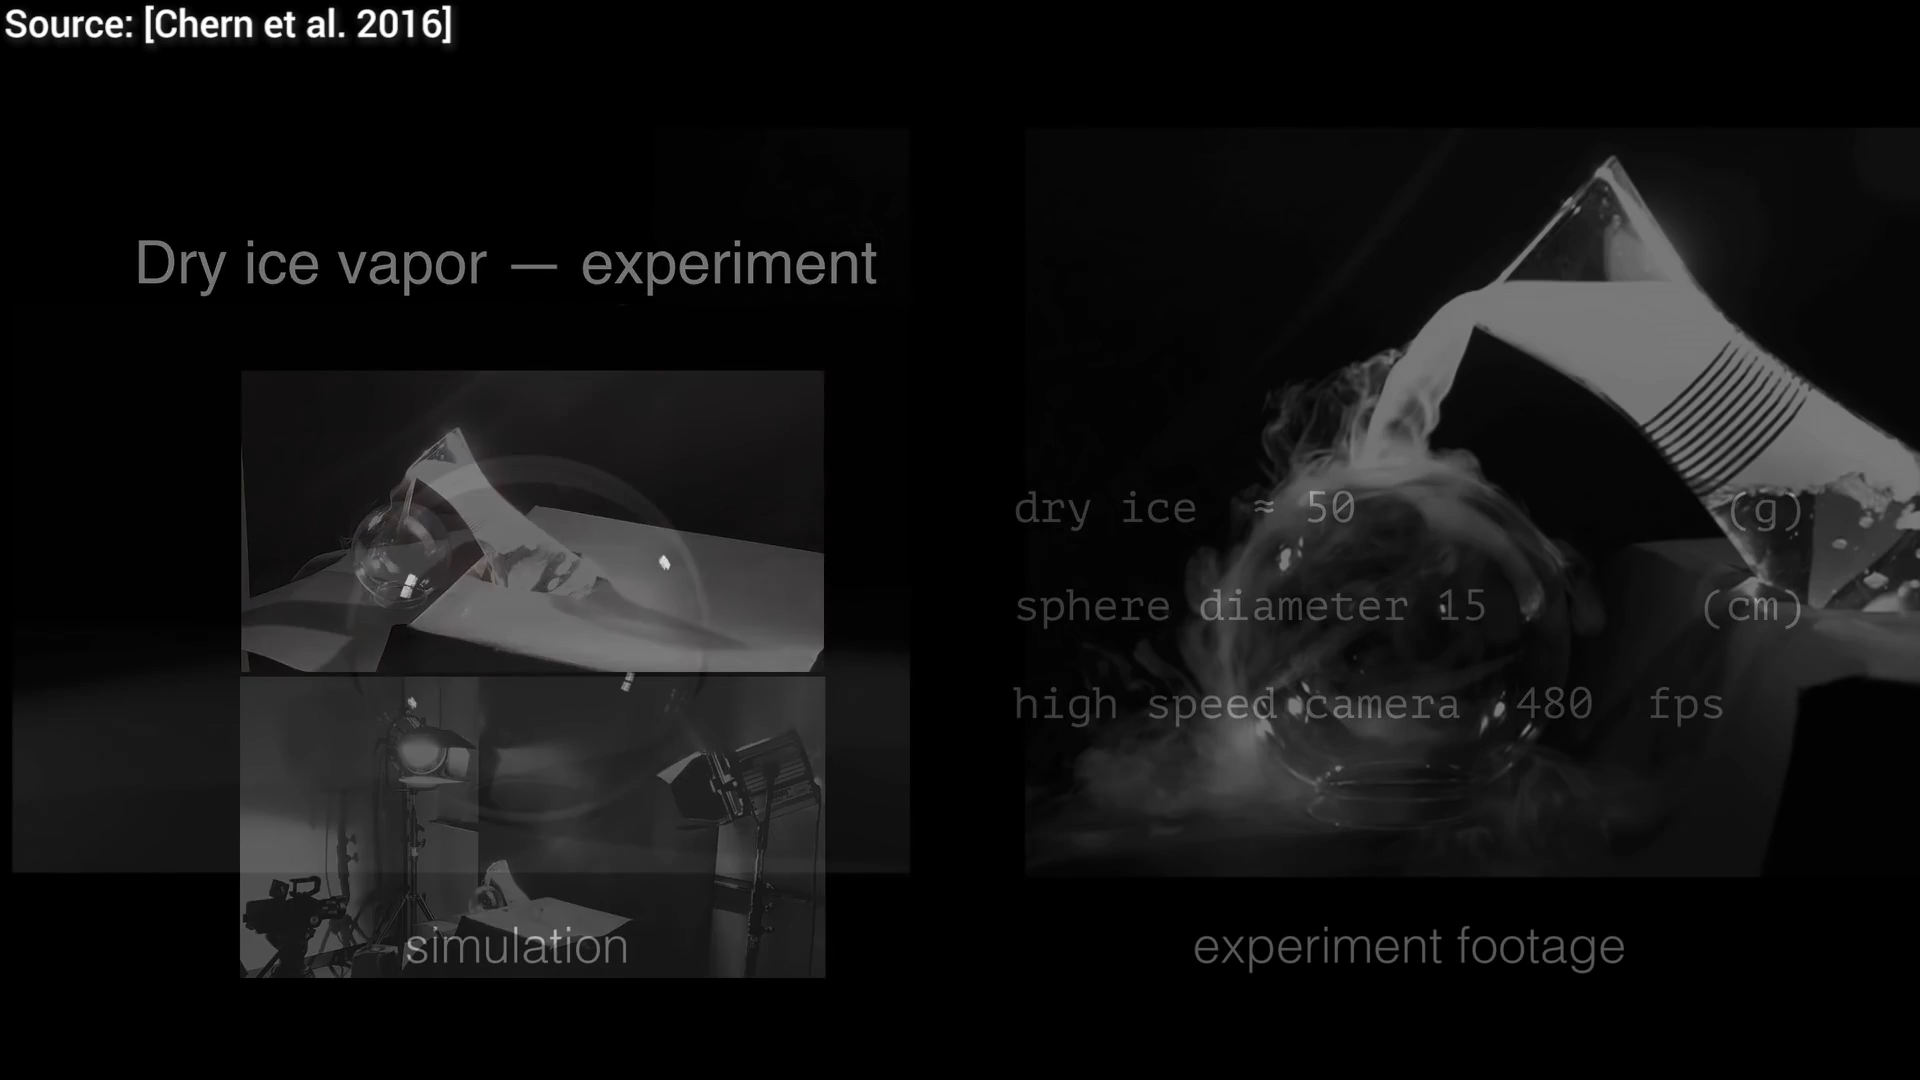 Source: [Chern et al. 2016]
Dry ice vapor — experiment
dry ice ≈ 50 (g)
sphere diameter 15 (cm)
high speed camera 480 fps
simulation
experiment footage